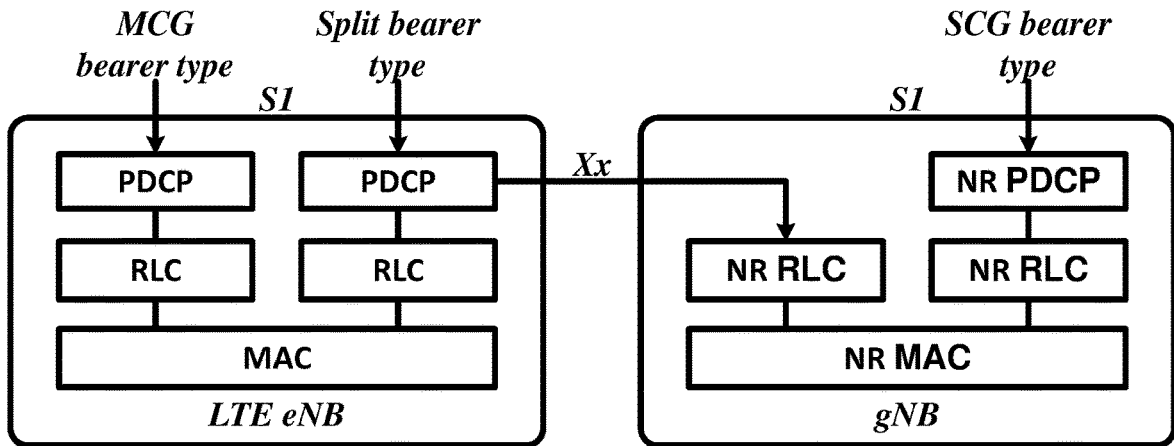 MCG Split bearer SCG bearer
bearer type type type
S1 S1
PDCP PDCP Xx NR PDCP
RLC RLC NR RLC NR RLC
MAC NR MAC
LTE eNB gNB